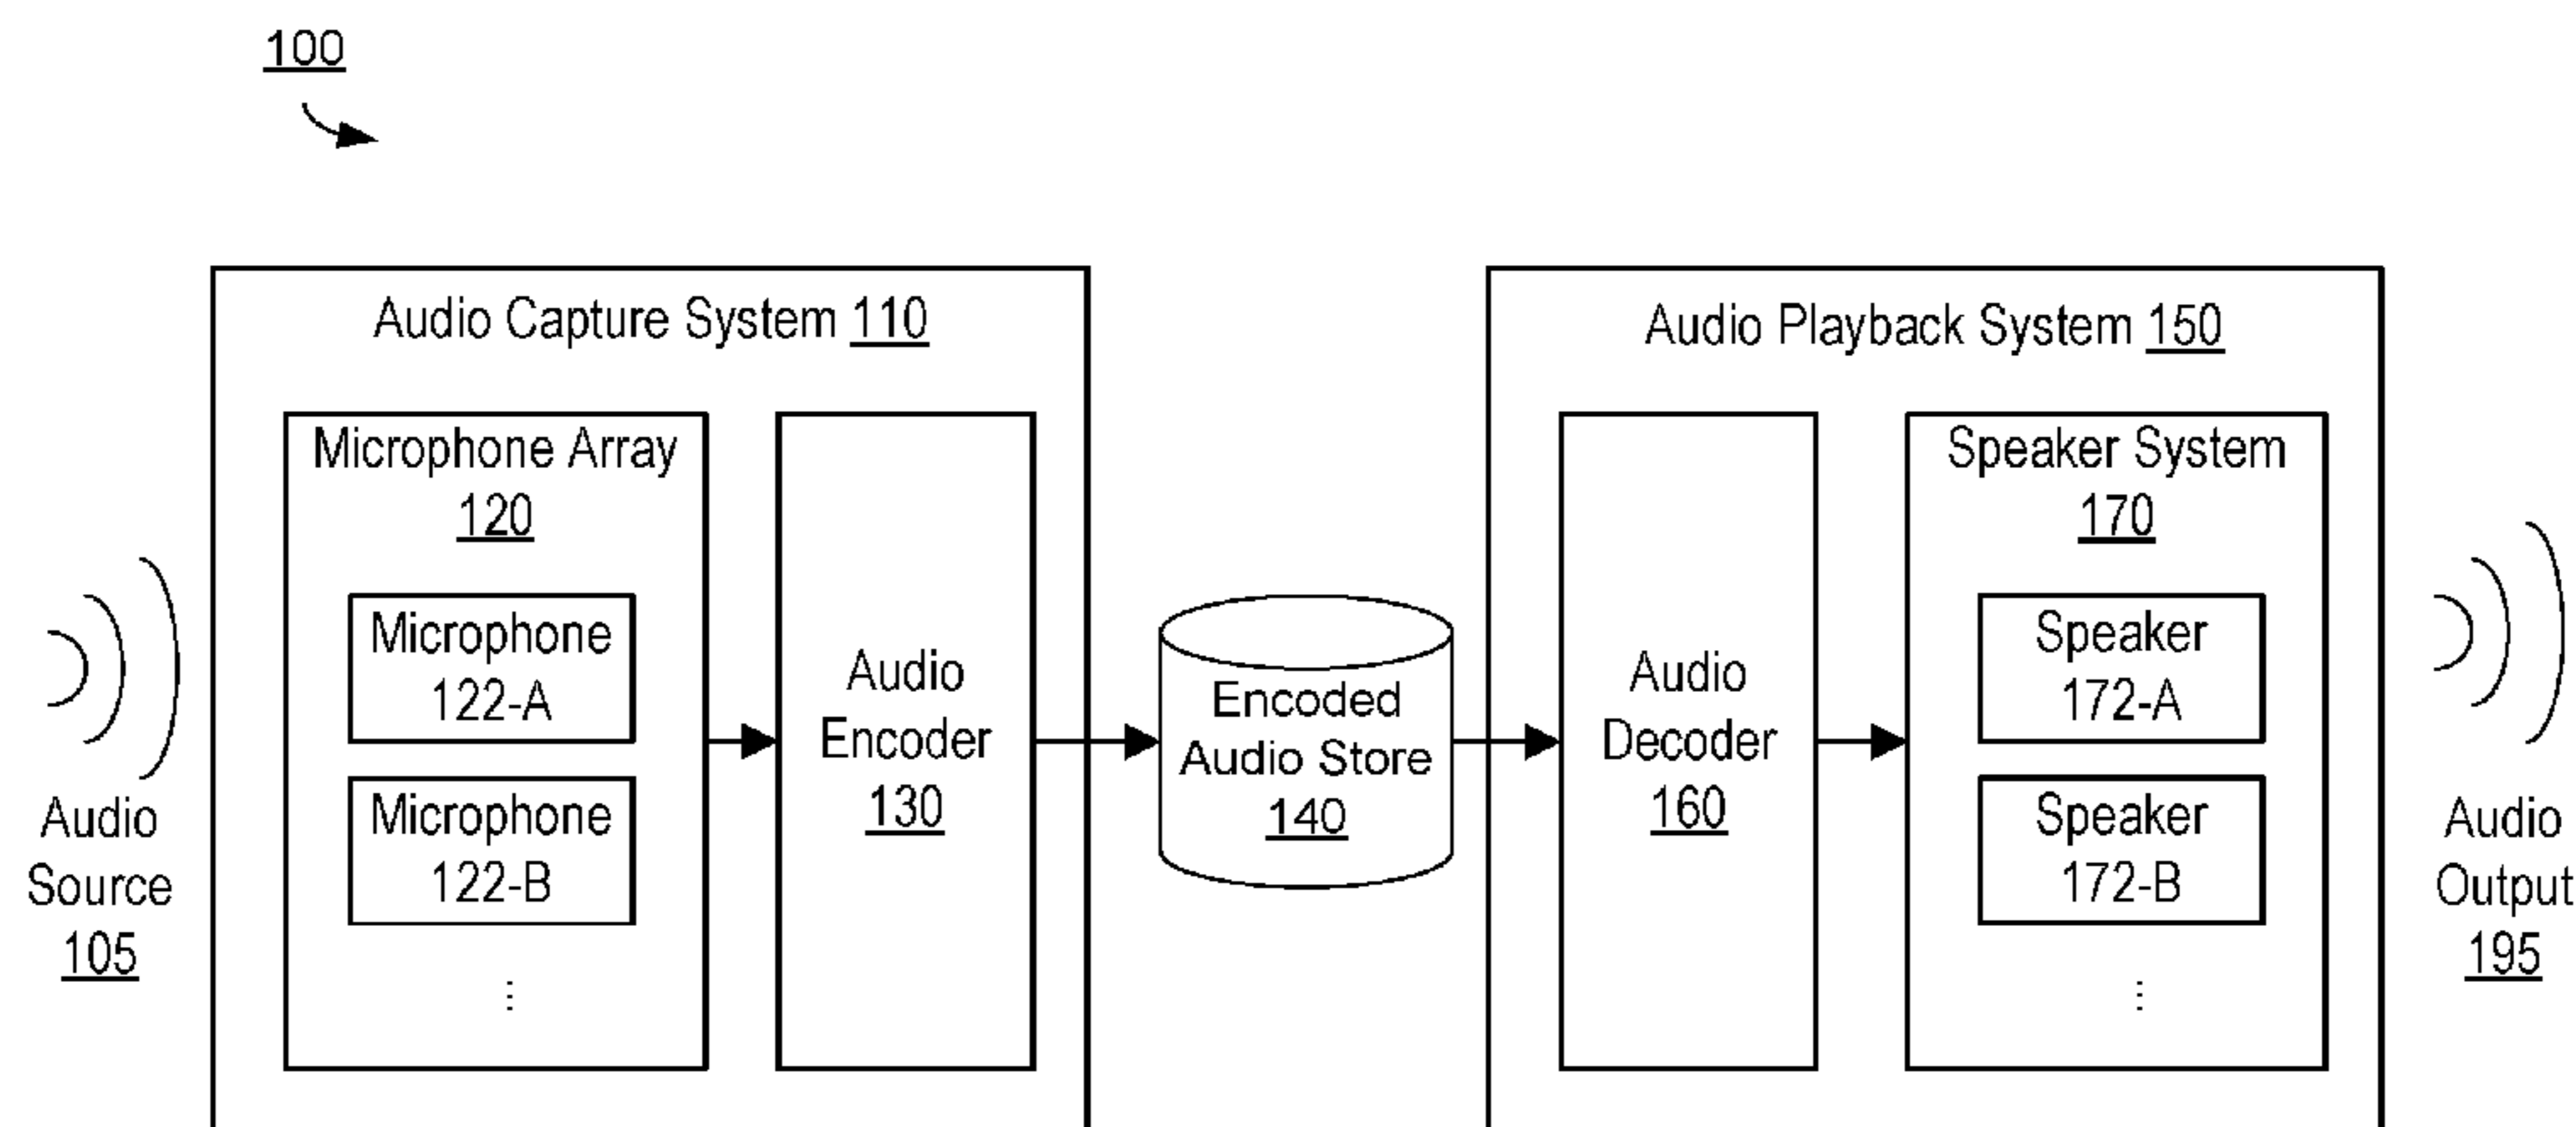 100
Audio Capture System 110
Microphone Array
120
Microphone
122-A
Microphone
122-B
⋮
Audio
Source
105
Audio
Encoder
130
Encoded
Audio Store
140
Audio Playback System 150
Audio
Decoder
160
Speaker System
170
Speaker
172-A
Speaker
172-B
⋮
Audio
Output
195